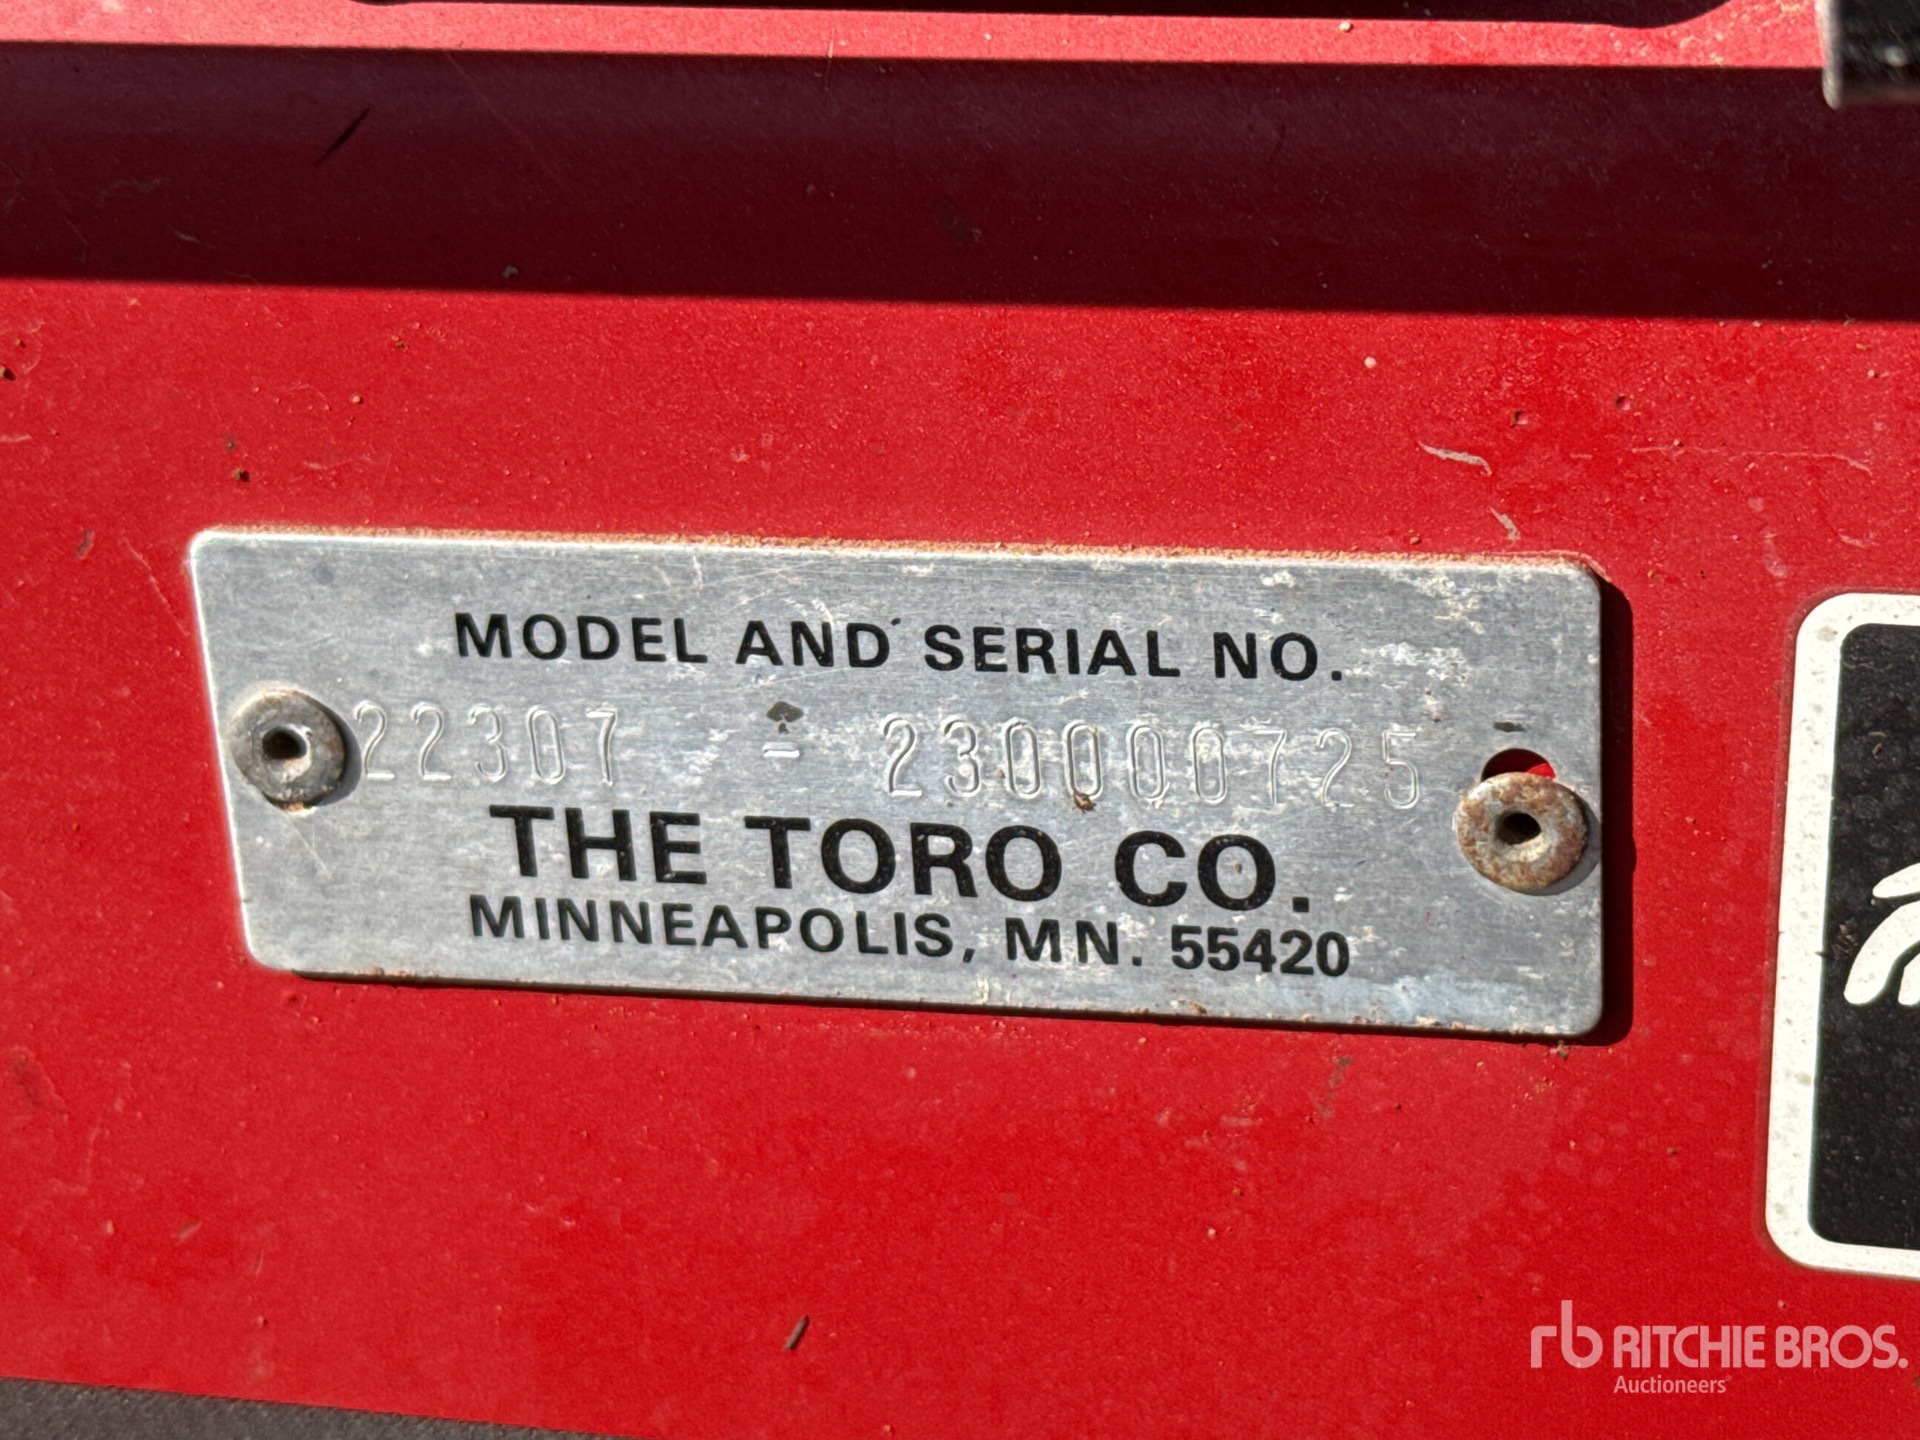 MODEL AND SERIAL NO.
22307 - 230000725
THE TORO CO.
MINNEAPOLIS, MN. 55420
rb RITCHIE BROS.
Auctioneers